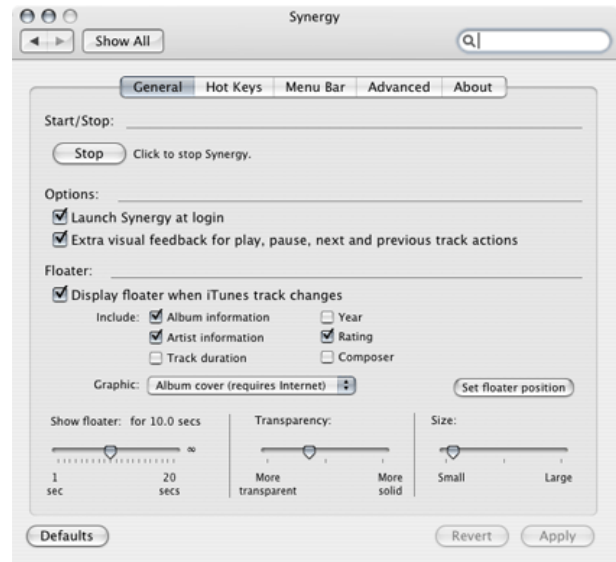 Synergy
Show All
General Hot Keys Menu Bar Advanced About
Start/Stop:
Stop Click to stop Synergy.
Options:
Launch Synergy at login
Extra visual feedback for play, pause, next and previous track actions
Floater:
Display floater when iTunes track changes
Include: Album information Year
Artist information Rating
Track duration Composer
Graphic: Album cover (requires Internet) Set floater position
Show floater: for 10.0 secs Transparency: Size:
∞
1 20 More More Small Large
sec secs transparent solid
Defaults Revert Apply